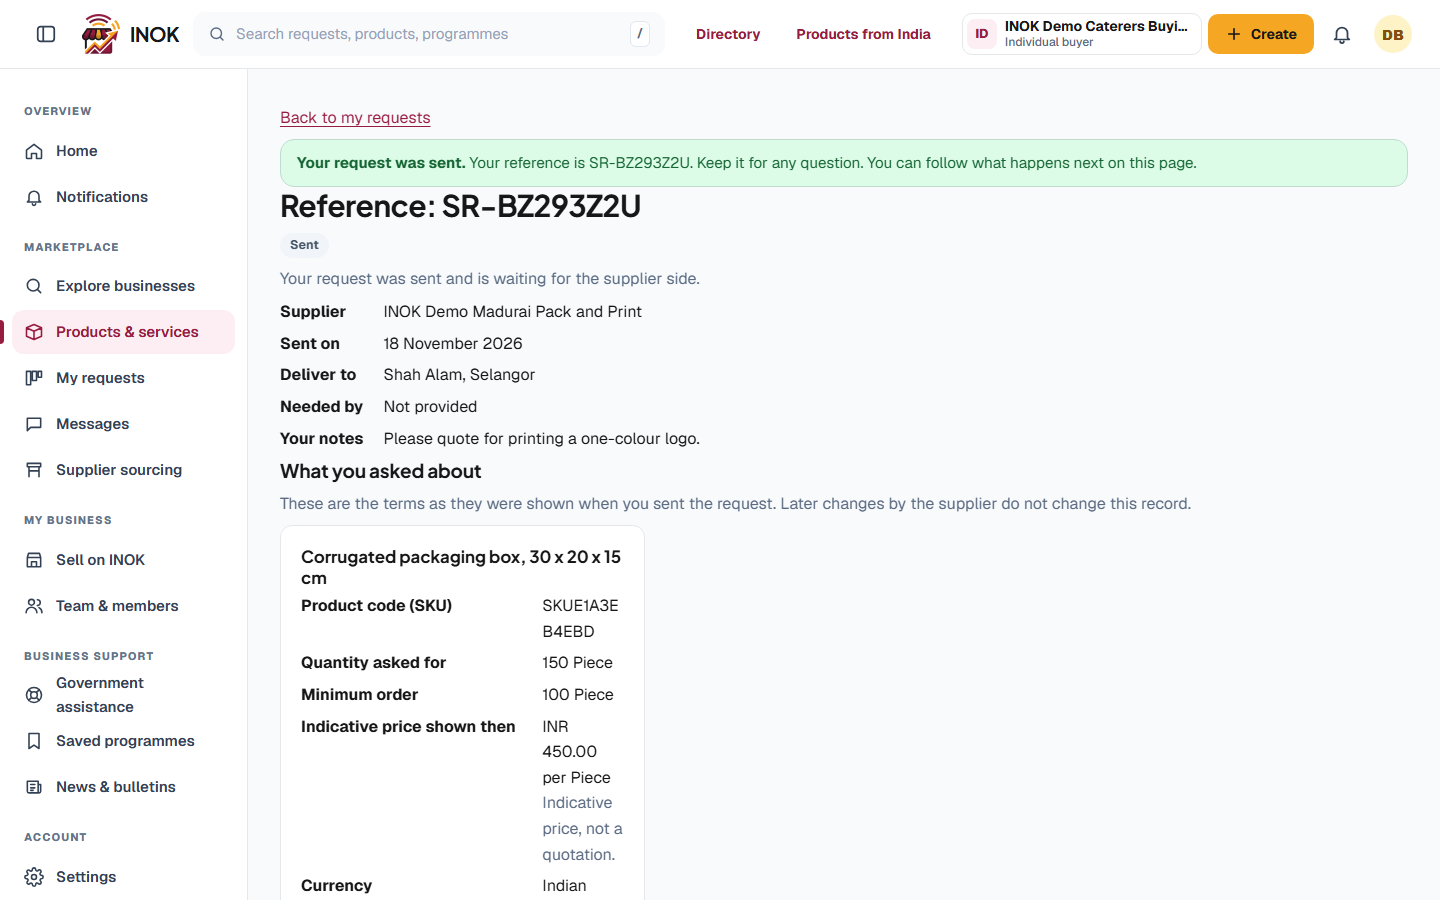 INOK
Search requests, products, programmes
/
Directory
Products from India
ID
INOK Demo Caterers Buyi...
Individual buyer
Create
DB
OVERVIEW
Home
Notifications
MARKETPLACE
Explore businesses
Products & services
My requests
Messages
Supplier sourcing
MY BUSINESS
Sell on INOK
Team & members
BUSINESS SUPPORT
Government
assistance
Saved programmes
News & bulletins
ACCOUNT
Settings
Back to my requests
Your request was sent. Your reference is SR-BZ293Z2U. Keep it for any question. You can follow what happens next on this page.
Reference: SR-BZ293Z2U
Sent
Your request was sent and is waiting for the supplier side.
Supplier INOK Demo Madurai Pack and Print
Sent on 18 November 2026
Deliver to Shah Alam, Selangor
Needed by Not provided
Your notes Please quote for printing a one-colour logo.
What you asked about
These are the terms as they were shown when you sent the request. Later changes by the supplier do not change this record.
Corrugated packaging box, 30 x 20 x 15
cm
Product code (SKU) SKUE1A3E
B4EBD
Quantity asked for 150 Piece
Minimum order 100 Piece
Indicative price shown then INR
450.00
per Piece
Indicative
price, not a
quotation.
Currency Indian